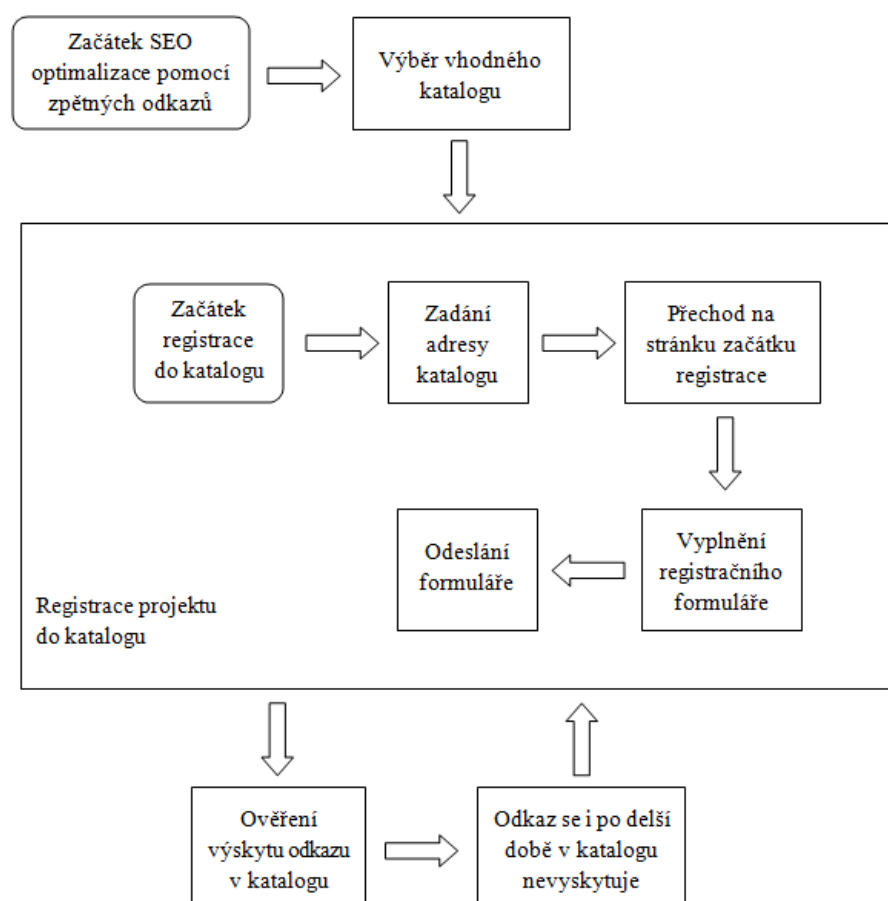 Začátek SEO
optimalizace pomocí
zpětných odkazů
Výběr vhodného
katalogu
Začátek
registrace
do katalogu
Zadání
adresy
katalogu
Přechod na
stránku začátku
registrace
Vyplnění
registračního
formuláře
Odeslání
formuláře
Registrace projektu
do katalogu
Ověření
výskytu odkazu
v katalogu
Odkaz se i po delší
době v katalogu
nevyskytuje